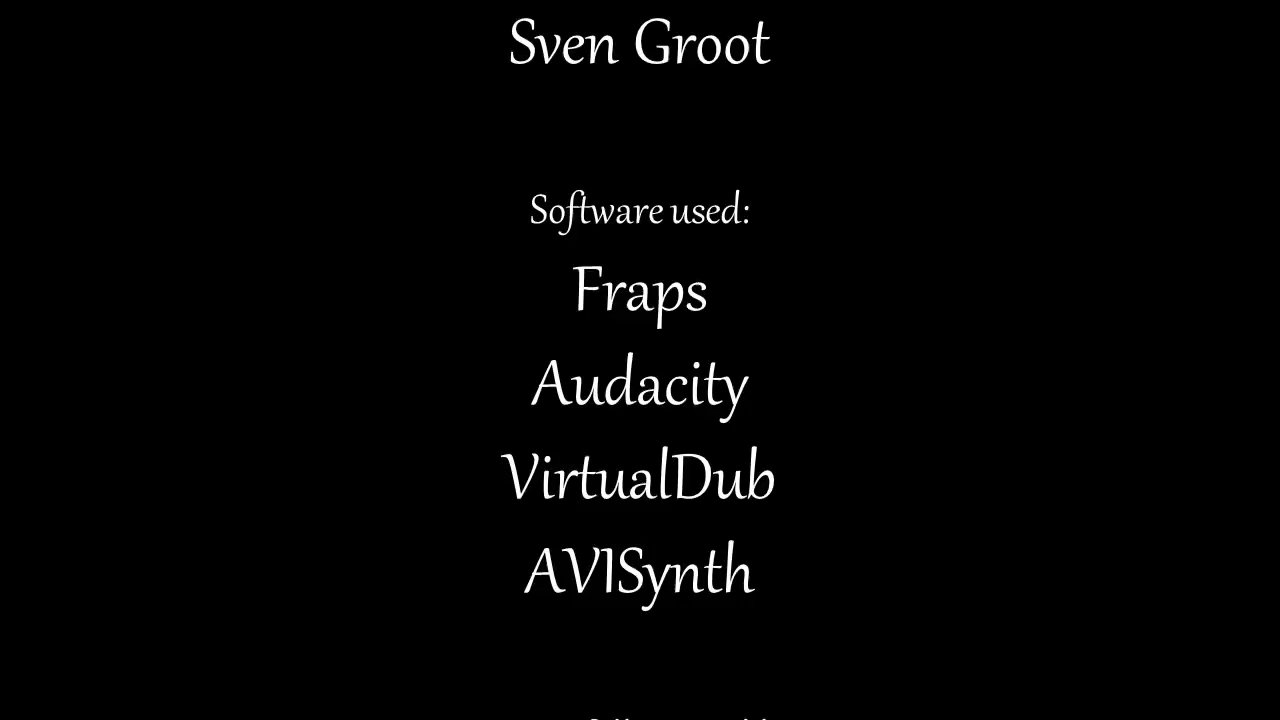 Sven Groot
Software used:
Fraps
Audacity
VirtualDub
AVISynth